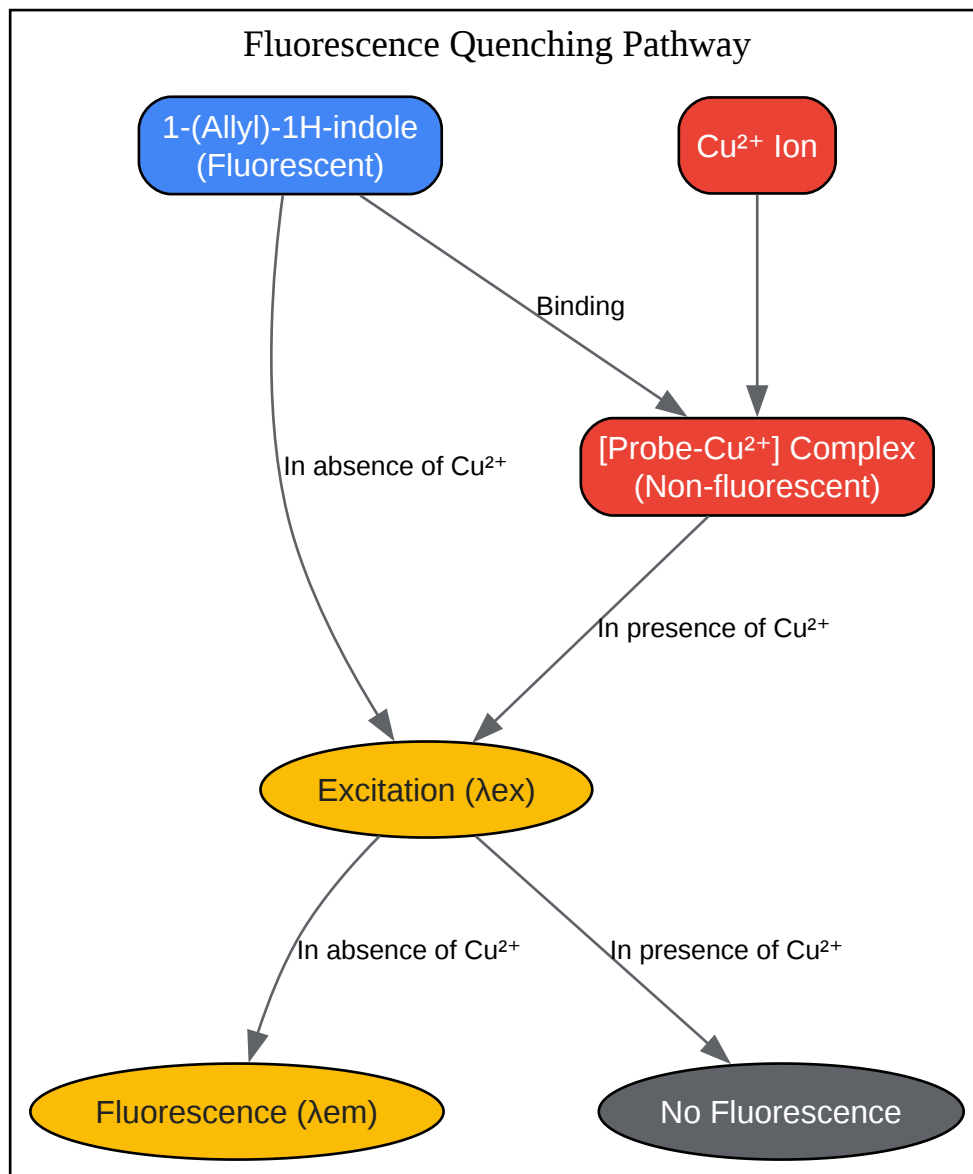 Fluorescence Quenching Pathway
1-(Allyl)-1H-indole
(Fluorescent)
Cu²⁺ Ion
Binding
[Probe-Cu²⁺] Complex
(Non-fluorescent)
In absence of Cu²⁺
In presence of Cu²⁺
Excitation (λex)
In absence of Cu²⁺
In presence of Cu²⁺
Fluorescence (λem)
No Fluorescence